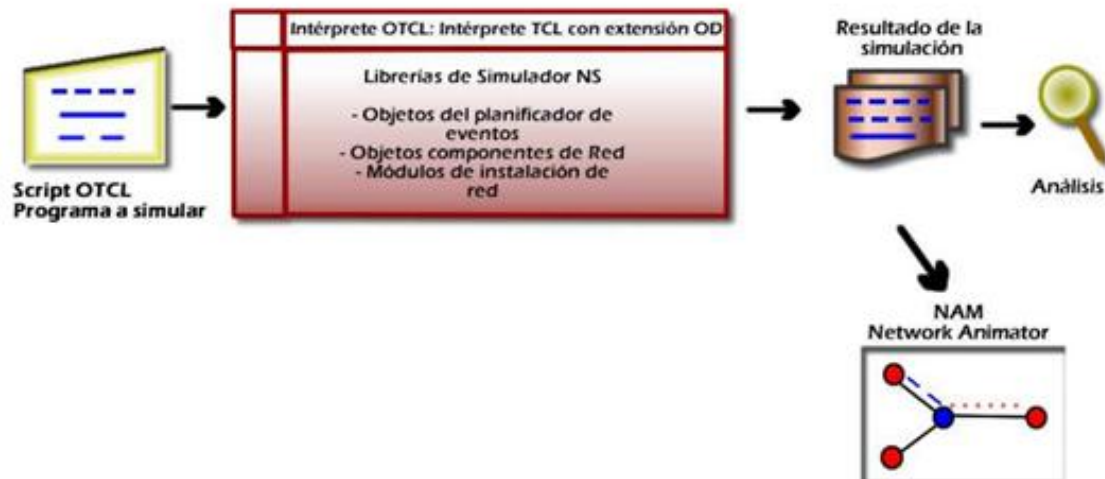 Intérprete OTCL: Intérprete TCL con extensión OD
Librerías de Simulador NS
- Objetos del planificador de
eventos
- Objetos componentes de Red
- Módulos de instalación de
red
Script OTCL
Programa a simular
Resultado de la
simulación
Análisis
NAM
Network Animator